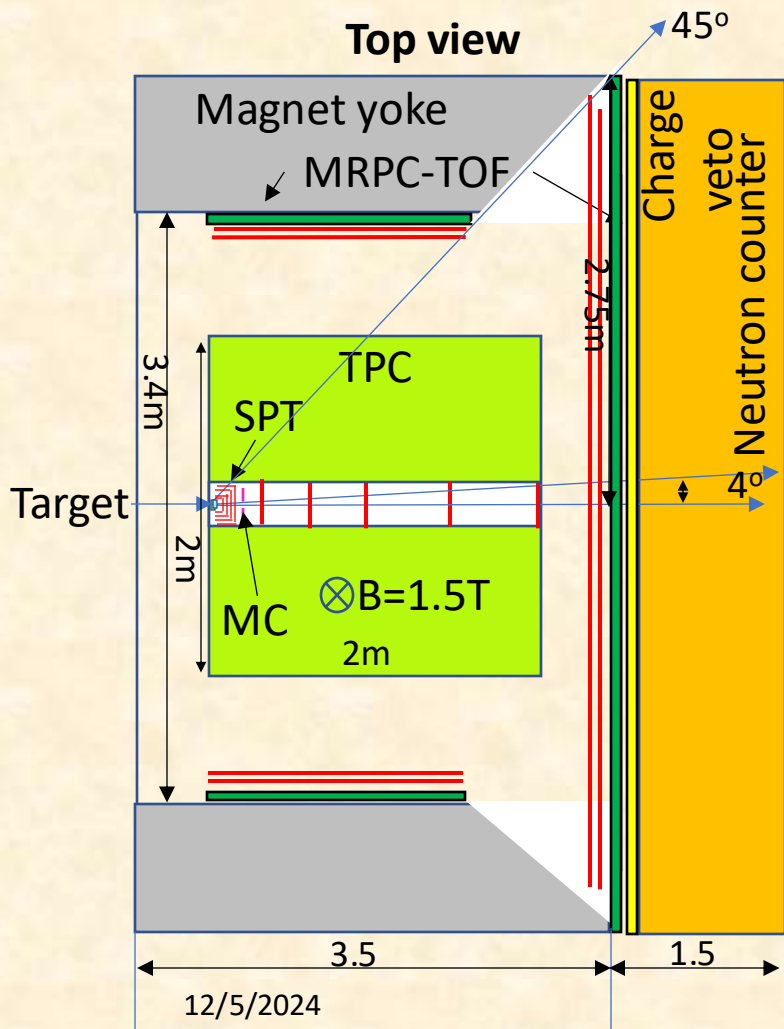 Top view
45°
Magnet yoke
MRPC-TOF
Charge
veto
Neutron counter
2.75m
3.4m
TPC
SPT
Target
4°
2m
MC
⊗B=1.5T
2m
3.5
1.5
12/5/2024